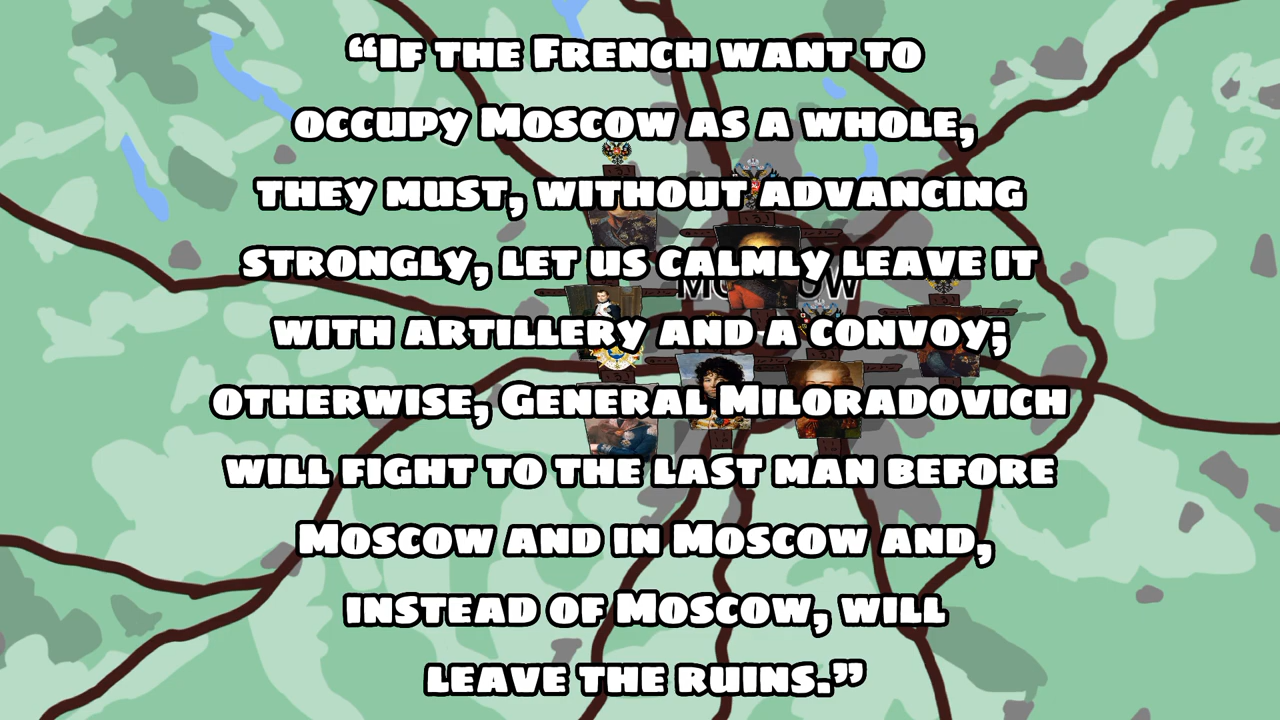 “If the French want to
occupy Moscow as a whole,
they must, without advancing
strongly, let us calmly leave it
with artillery and a convoy;
otherwise, General Miloradovich
will fight to the last man before
Moscow and in Moscow and,
instead of Moscow, will
leave the ruins.”